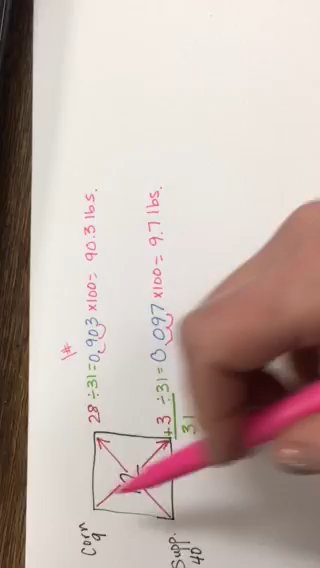 1#
Corn
9
28 ÷31=0.903 x100= 90.3 lbs.
12
+3 ÷31=0.097 x100= 9.7 lbs.
31
Supp.
40